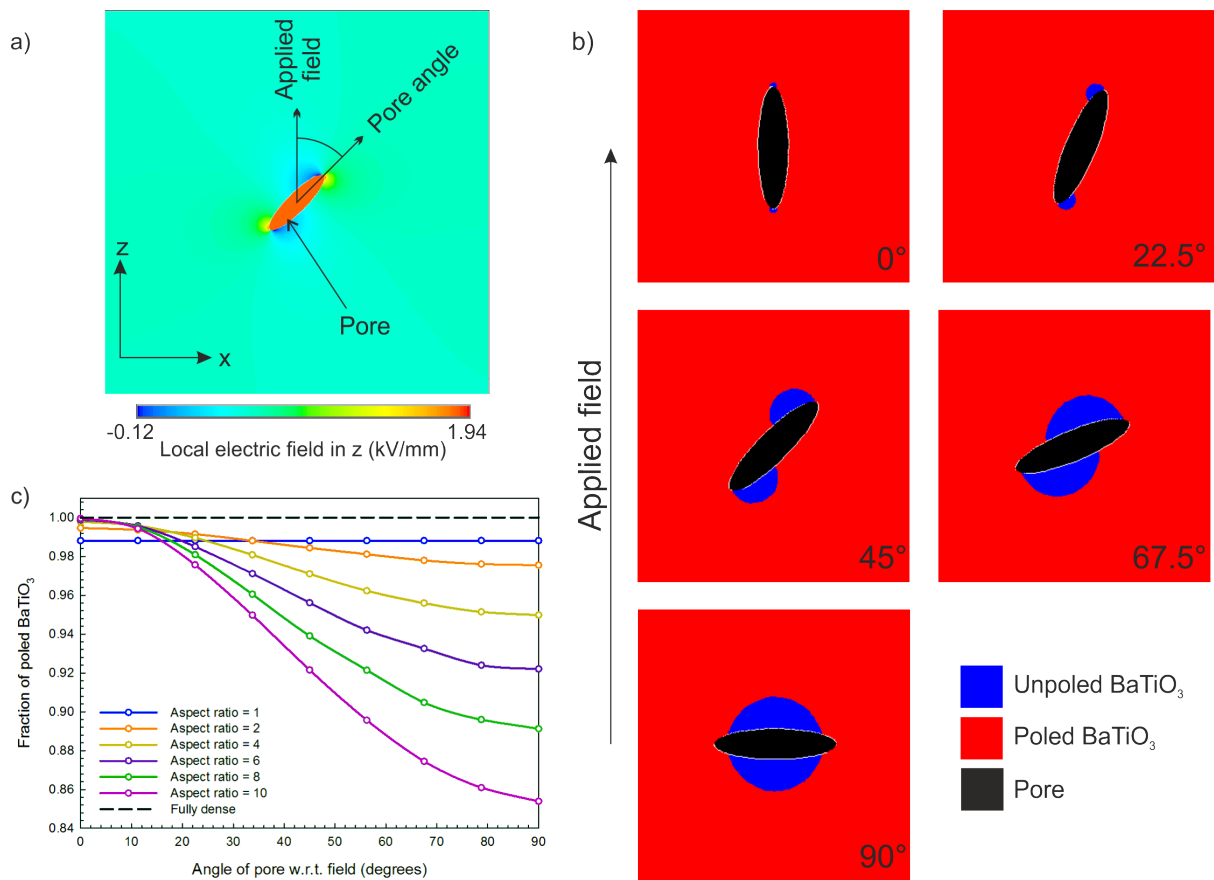 a)
Applied
field
Pore angle
z
x
Pore
-0.12
1.94
Local electric field in z (kV/mm)
b)
Applied field
0°
22.5°
45°
67.5°
90°
Unpoled BaTiO₃
Poled BaTiO₃
Pore
c)
Fraction of poled BaTiO₃
1.00
0.98
0.96
0.94
0.92
0.90
0.88
0.86
0.84
Aspect ratio = 1
Aspect ratio = 2
Aspect ratio = 4
Aspect ratio = 6
Aspect ratio = 8
Aspect ratio = 10
Fully dense
0 10 20 30 40 50 60 70 80 90
Angle of pore w.r.t. field (degrees)